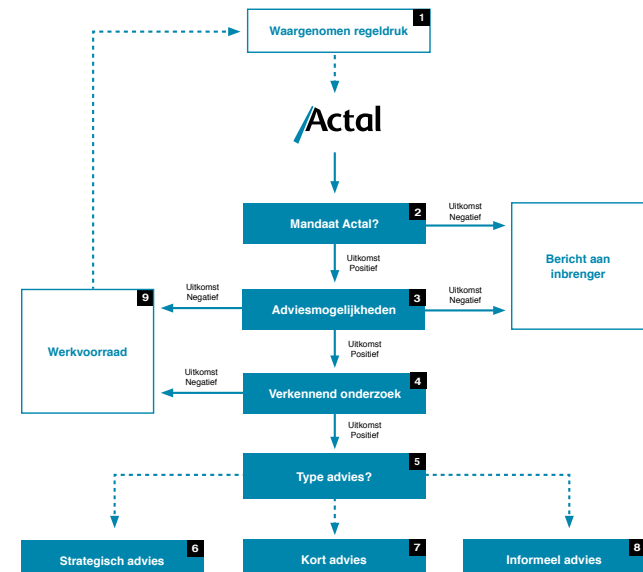 1
Waargenomen regeldruk
Actal
2
Mandaat Actal?
Uitkomst
Negatief
Bericht aan
inbrenger
Uitkomst
Positief
9
Werkvoorraad
Uitkomst
Negatief
3
Adviesmogelijkheden
Uitkomst
Negatief
Uitkomst
Positief
Uitkomst
Negatief
4
Verkennend onderzoek
Uitkomst
Positief
5
Type advies?
6
Strategisch advies
7
Kort advies
8
Informeel advies